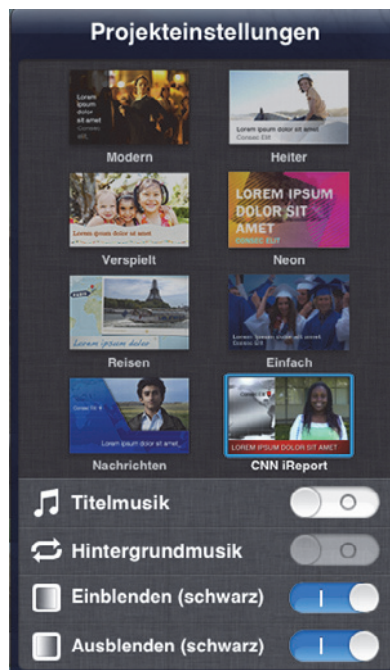 Projekteinstellungen
Lorem
ipsum
dolor
sit amet
Consec
Elit,
Lorem ipsum dolor sit amet
Consec Elit
Modern
Heiter
Lorem ipsum dolor sit amet
LOREM IPSUM
DOLOR SIT
AMET
CONSEC ELIT
Verspielt
Neon
Lorem ipsum dolor
Lorem ipsum dolor sit amet,
Reisen
Einfach
Lorem ipsum dolor sit amet,
LOREM IPSUM DOLOR SIT AMET
Nachrichten
CNN iReport
Titelmusik
Hintergrundmusik
Einblenden (schwarz)
Ausblenden (schwarz)